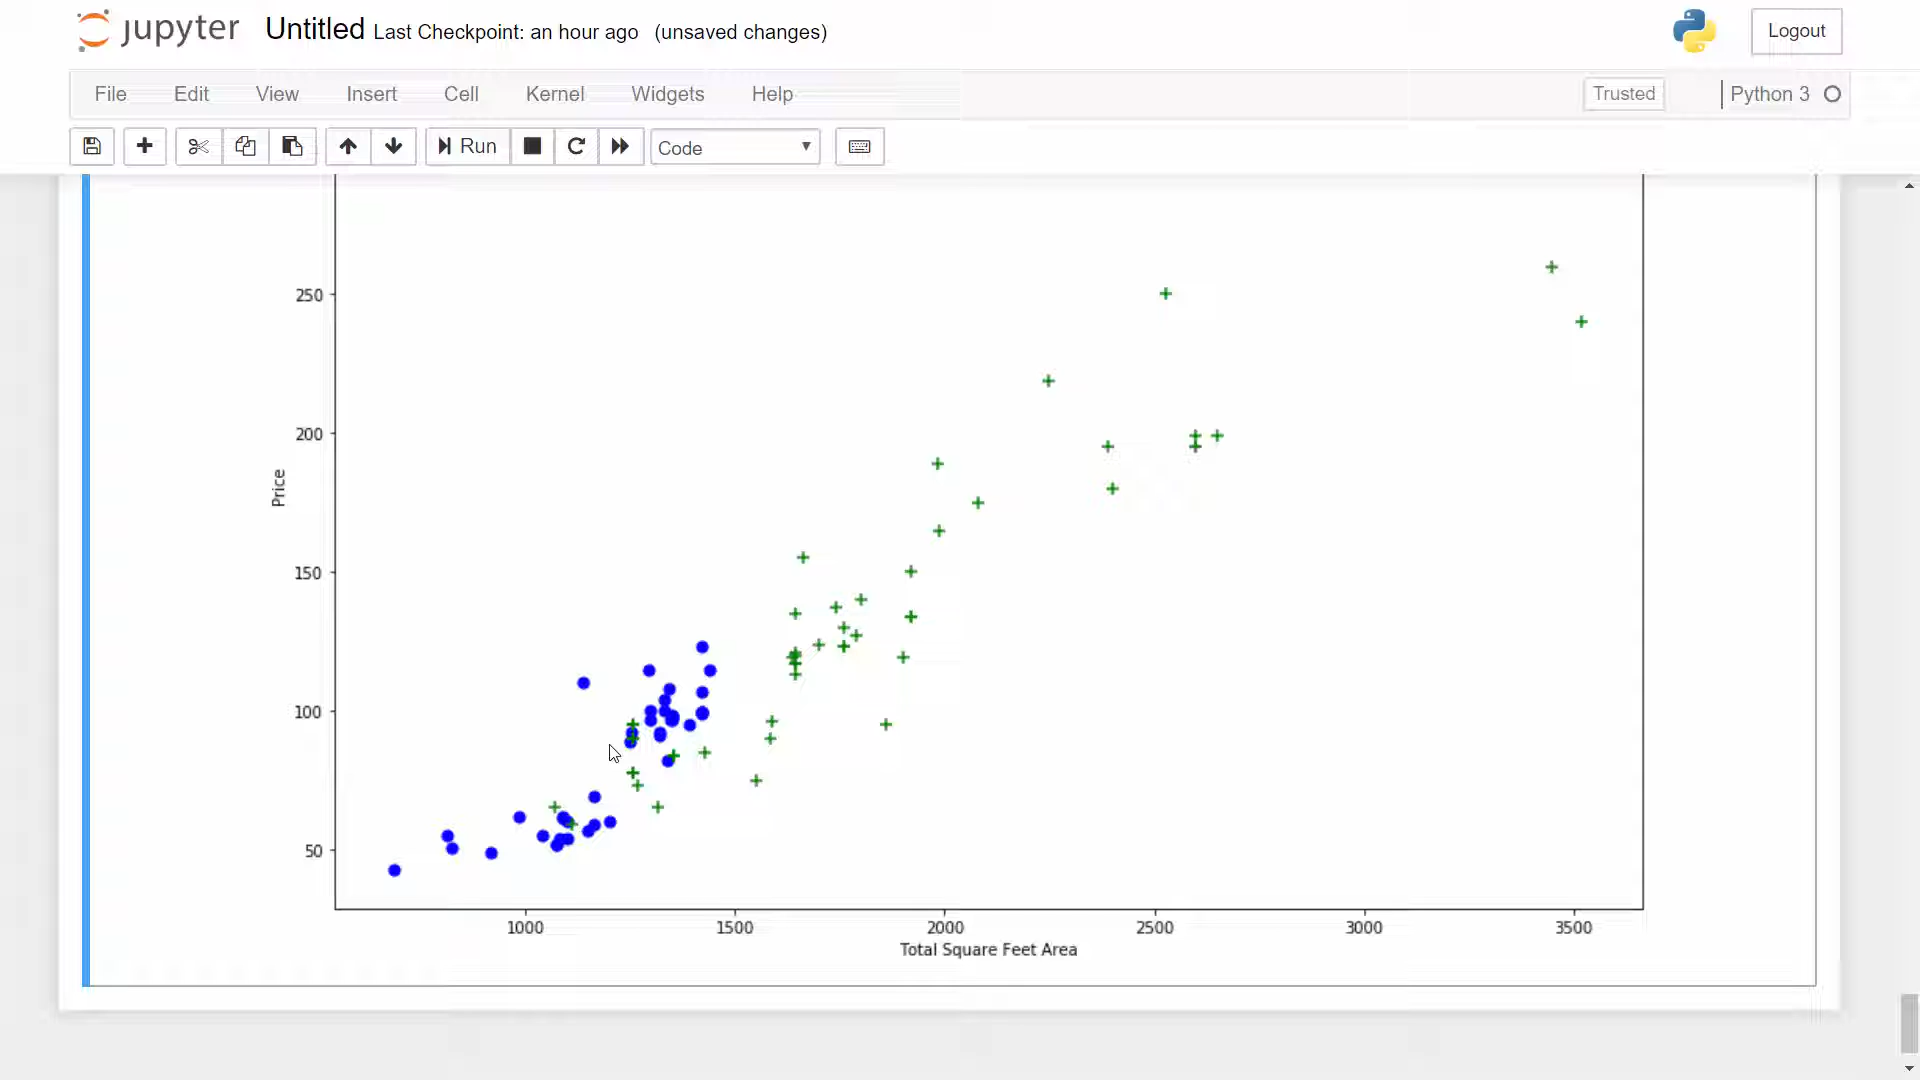 jupyter Untitled Last Checkpoint: an hour ago (unsaved changes) Logout
File Edit View Insert Cell Kernel Widgets Help Trusted Python 3
Run Code
250
200
150
100
50
Price
1000 1500 2000 2500 3000 3500
Total Square Feet Area